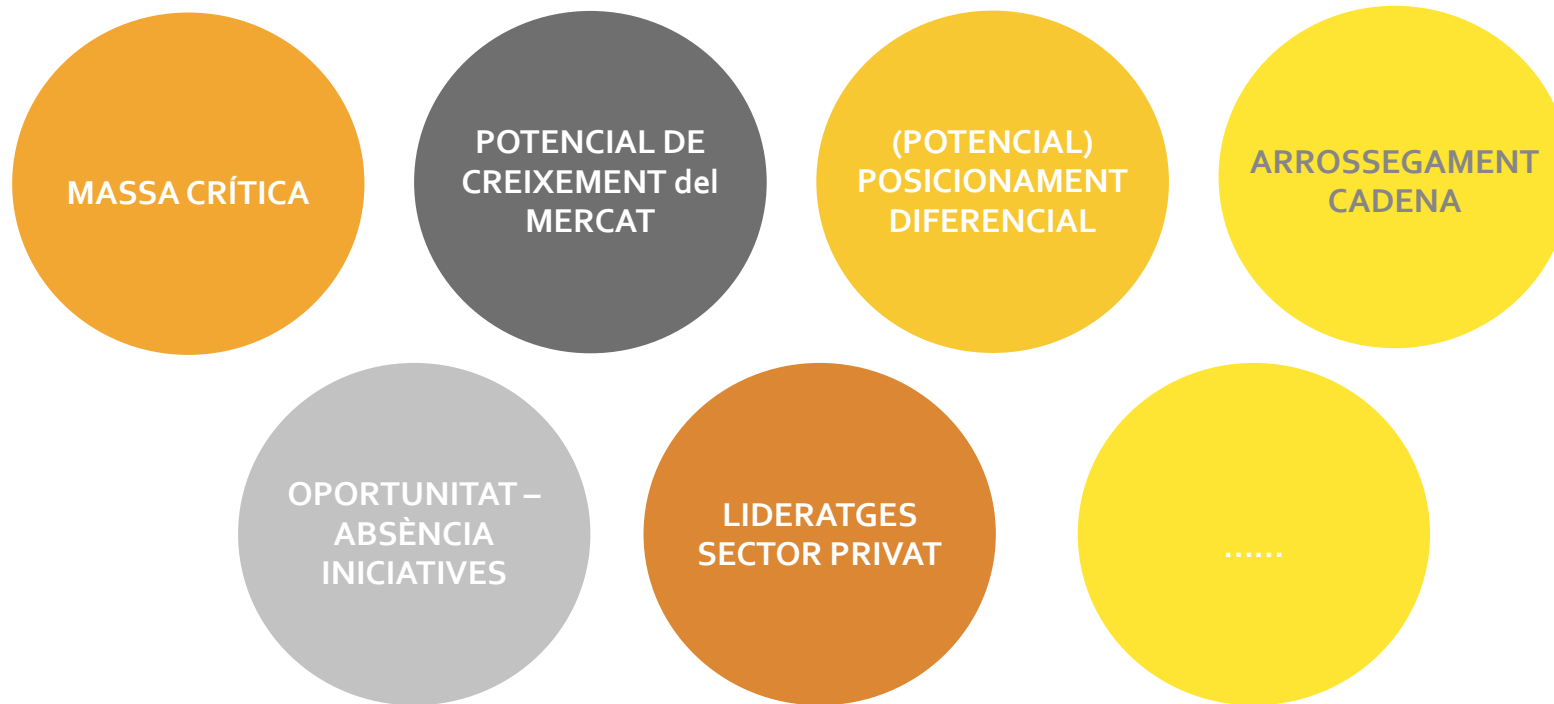 MASSA CRÍTICA
POTENCIAL DE
CREIXEMENT del
MERCAT
(POTENCIAL)
POSICIONAMENT
DIFERENCIAL
ARROSSEGAMENT
CADENA
OPORTUNITAT –
ABSÈNCIA
INICIATIVES
LIDERATGES
SECTOR PRIVAT
......